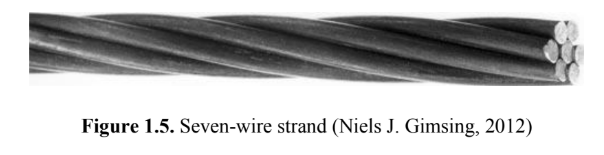 Figure 1.5. Seven-wire strand (Niels J. Gimsing, 2012)